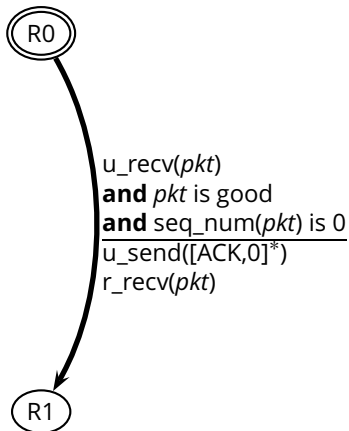 R0
u_recv(pkt)
and pkt is good
and seq_num(pkt) is 0
u_send([ACK,0]*)
r_recv(pkt)
R1